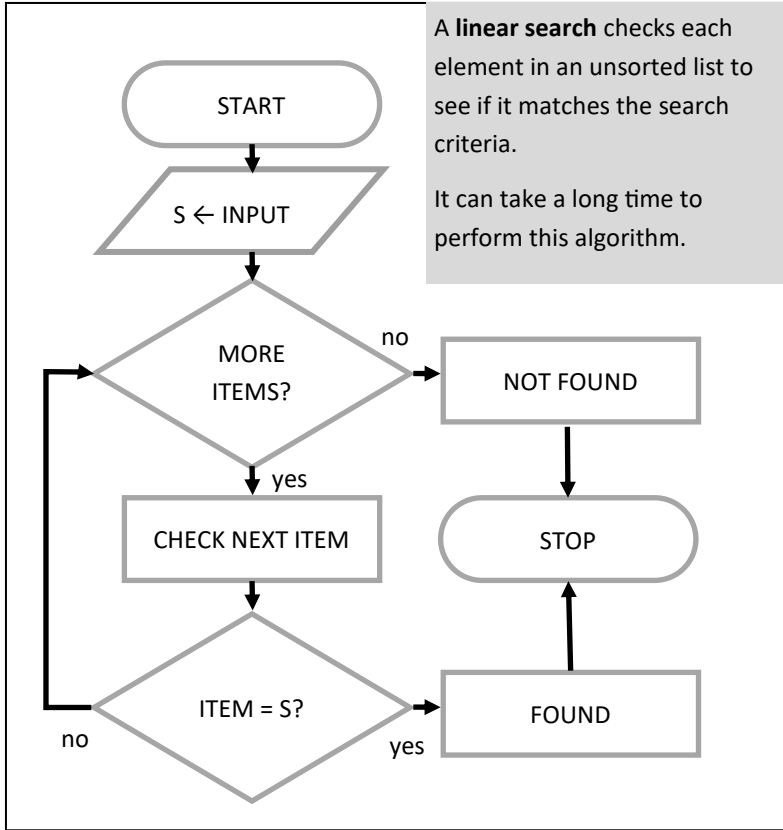 A linear search checks each
element in an unsorted list to
see if it matches the search
criteria.
It can take a long time to
perform this algorithm.
START
S ← INPUT
MORE
ITEMS?
no
NOT FOUND
yes
CHECK NEXT ITEM
STOP
ITEM = S?
no
yes
FOUND